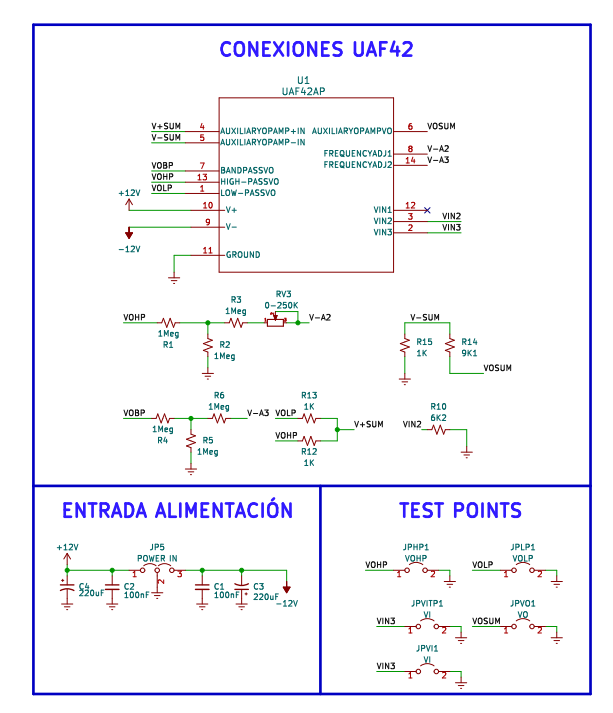 CONEXIONES UAF42
U1
UAF42AP
V+SUM 4 AUXILIARYOPAMP+IN AUXILIARYOPAMPVO 6 VOSUM
V-SUM 5 AUXILIARYOPAMP-IN
FREQUENCYADJ1 8 V-A2
FREQUENCYADJ2 14 V-A3
VOBP 7 BANDPASSVO
VOHP 13 HIGH-PASSVO
VOLP 1 LOW-PASSVO
+12V 10 V+ VIN1 12
VIN2 3 VIN2
9 V- VIN3 2 VIN3
-12V
11 GROUND
VOHP 1Meg R1
R2 1Meg
R3 1Meg
RV3 0-250K V-A2
V-SUM
R15 1K
R14 9K1
VOSUM
VOBP 1Meg R4
R5 1Meg
R6 1Meg V-A3
R13
VOLP 1K
VOHP R12 1K
V+SUM
R10
6K2
VIN2
ENTRADA ALIMENTACIÓN
+12V
JP5
POWER IN
1 2 3
C4 220uF
C2 100nF
C1 100nF
C3 220uF
-12V
TEST POINTS
JPHP1
VOHP
VOHP 1 2
JPLP1
VOLP
VOLP 1 2
JPVITP1
VI
VIN3 1 2
JPVO1
VO
VOSUM 1 2
JPVI1
VI
VIN3 1 2